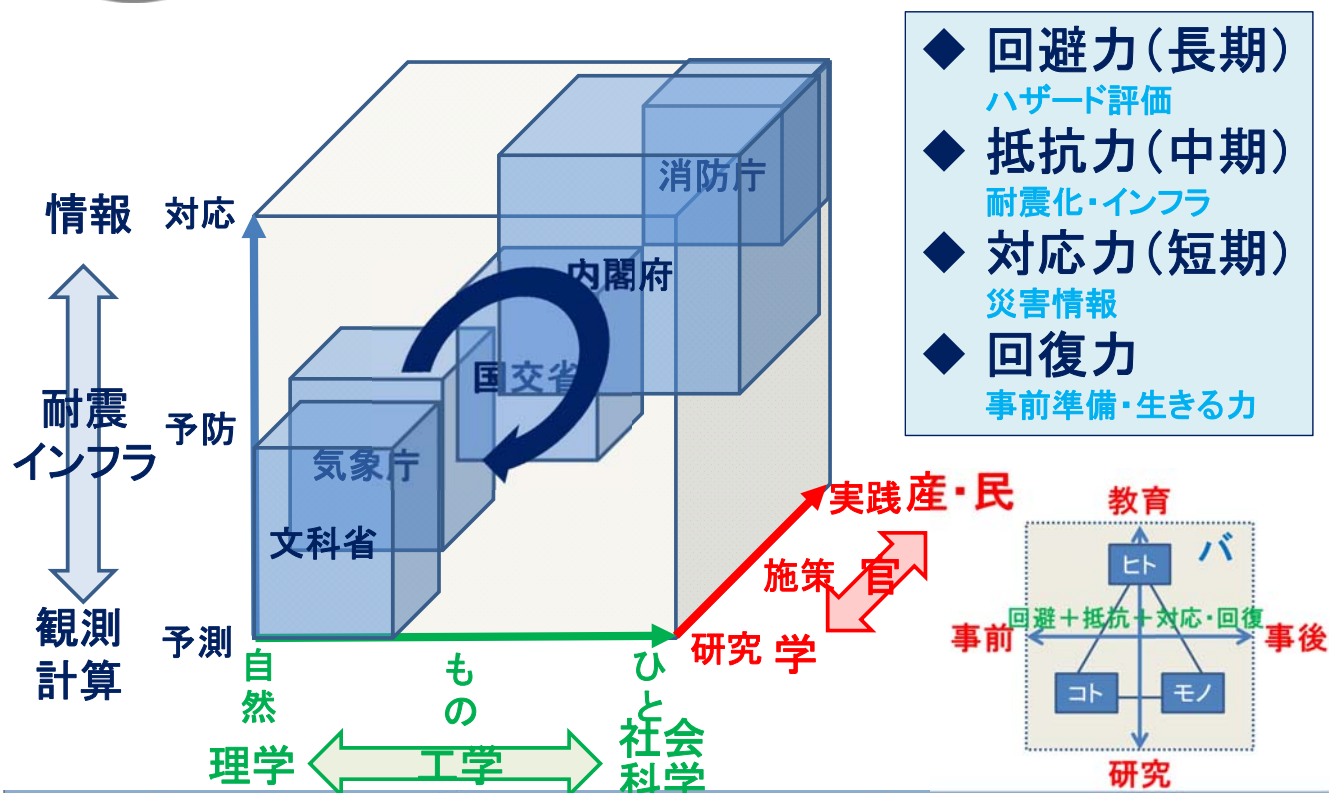 ◆ 回避力（長期）
ハザード評価
◆ 抵抗力（中期）
耐震化・インフラ
◆ 対応力（短期）
災害情報
◆ 回復力
事前準備・生きる力
情報
耐震
インフラ
観測
計算
対応
予防
予測
消防庁
内閣府
国交省
気象庁
文科省
自然
もの
ひと
理学
工学
社会
科学
実践
施策
研究
産・民
官
学
教育
バ
ヒト
回避＋抵抗＋対応・回復
事前
事後
コト
モノ
研究